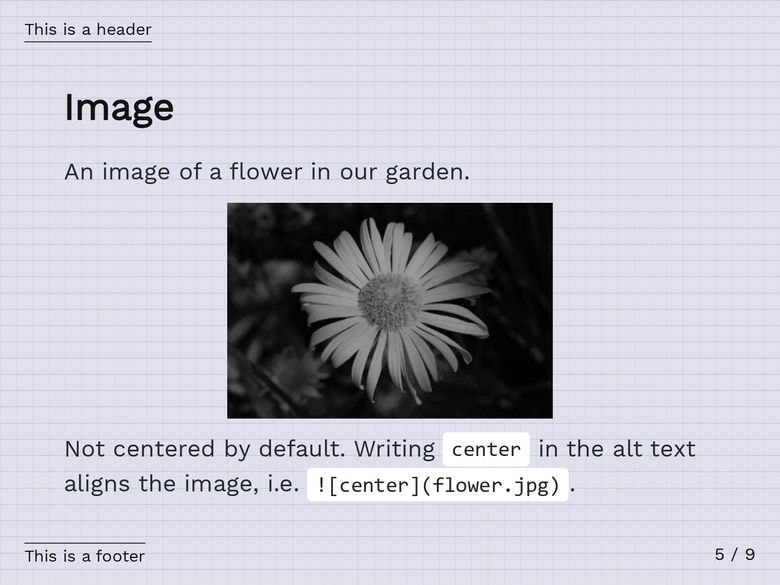 This is a header
Image
An image of a flower in our garden.
Not centered by default. Writing center in the alt text
aligns the image, i.e. ![center](flower.jpg).
This is a footer
5 / 9